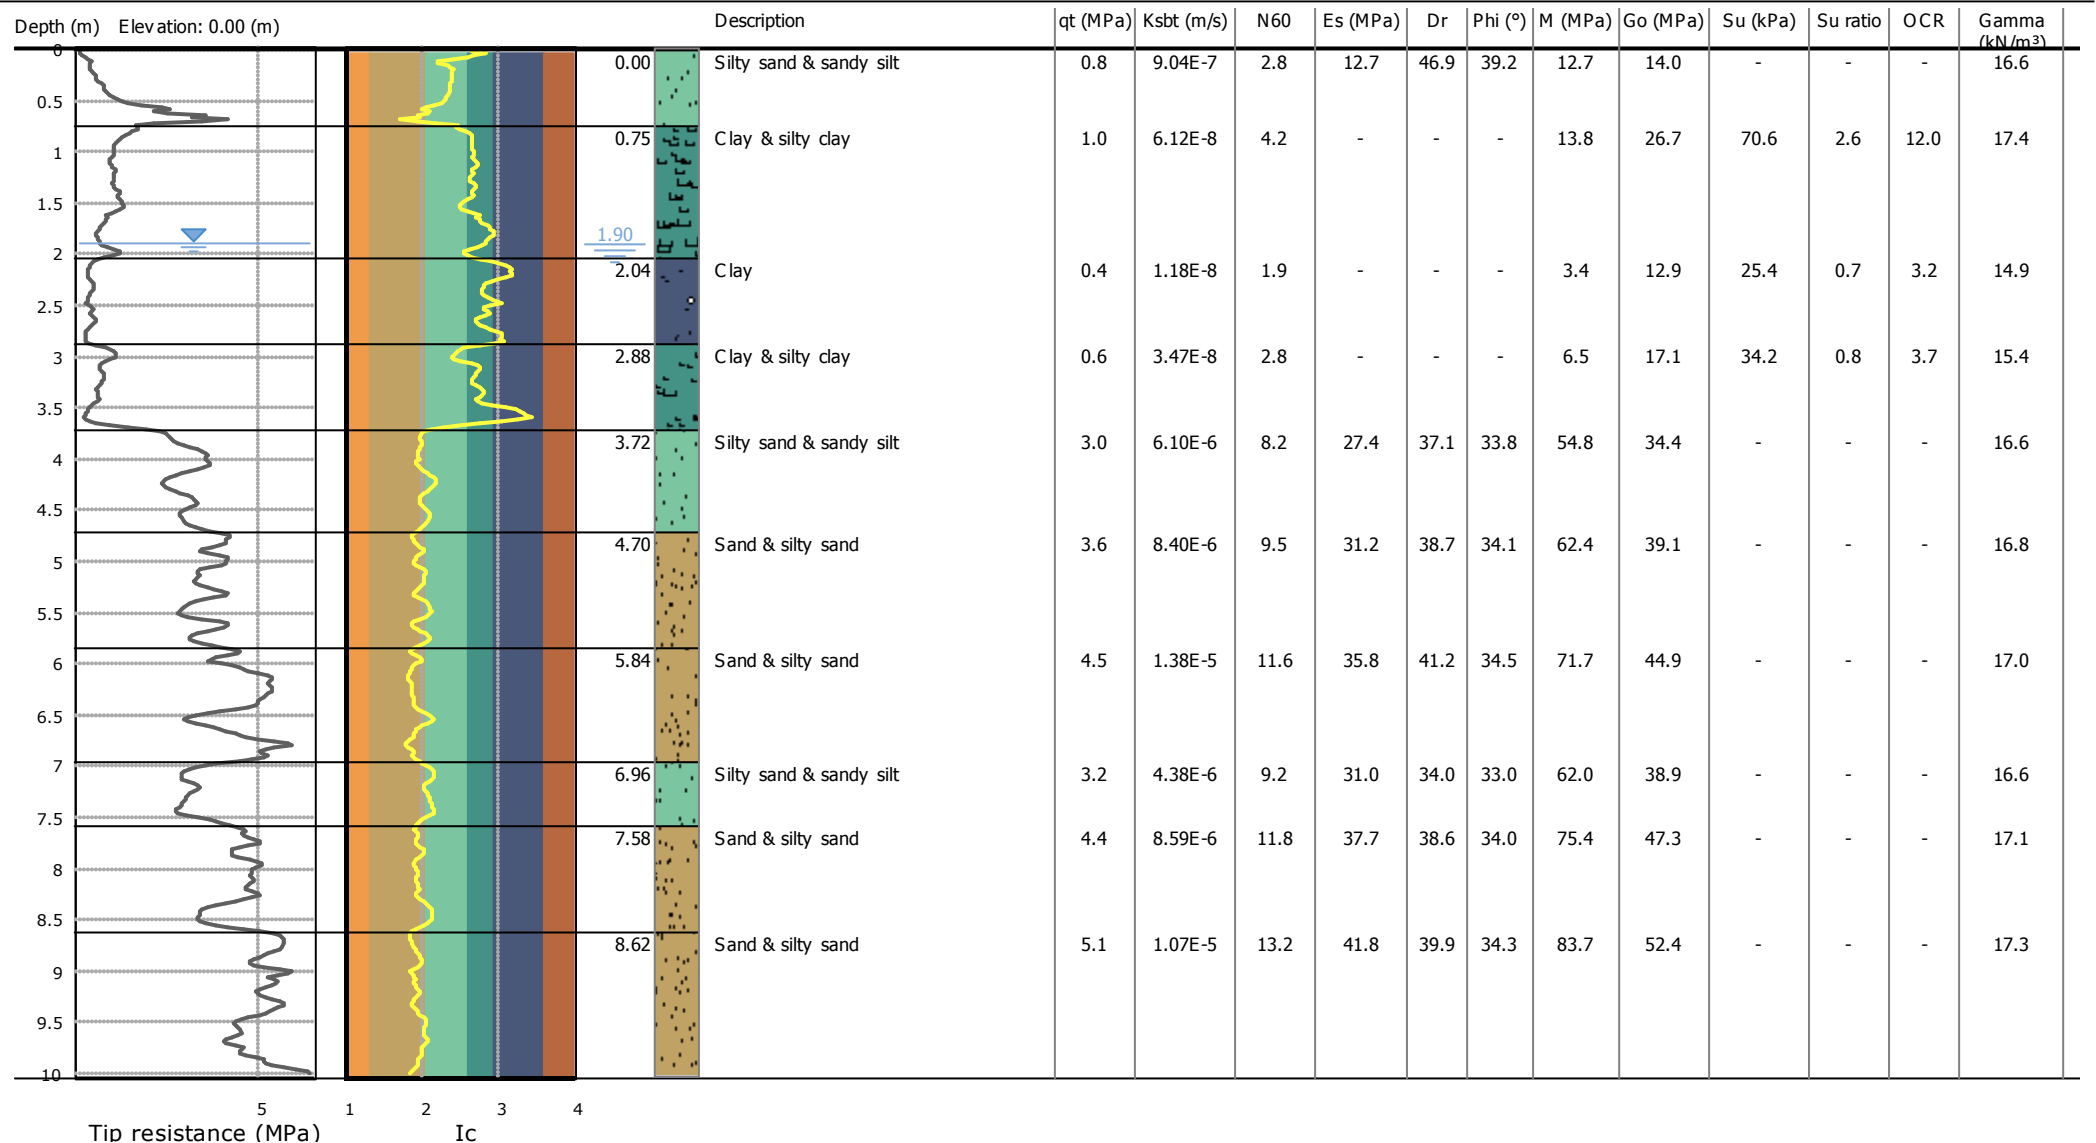 Depth (m) Elevation: 0.00 (m) Description qt (MPa) Ksbt (m/s) N60 Es (MPa) Dr Phi (°) M (MPa) Go (MPa) Su (kPa) Su ratio OCR Gamma
(kN/m³)
0
0.00 Silty sand & sandy silt 0.8 9.04E-7 2.8 12.7 46.9 39.2 12.7 14.0 - - - 16.6
0.5
0.75 Clay & silty clay 1.0 6.12E-8 4.2 - - - 13.8 26.7 70.6 2.6 12.0 17.4
1
1.5
1.90
2
2.04 Clay 0.4 1.18E-8 1.9 - - - 3.4 12.9 25.4 0.7 3.2 14.9
2.5
2.88 Clay & silty clay 0.6 3.47E-8 2.8 - - - 6.5 17.1 34.2 0.8 3.7 15.4
3
3.5
3.72 Silty sand & sandy silt 3.0 6.10E-6 8.2 27.4 37.1 33.8 54.8 34.4 - - - 16.6
4
4.5
4.70 Sand & silty sand 3.6 8.40E-6 9.5 31.2 38.7 34.1 62.4 39.1 - - - 16.8
5
5.5
5.84 Sand & silty sand 4.5 1.38E-5 11.6 35.8 41.2 34.5 71.7 44.9 - - - 17.0
6
6.5
7
6.96 Silty sand & sandy silt 3.2 4.38E-6 9.2 31.0 34.0 33.0 62.0 38.9 - - - 16.6
7.5
7.58 Sand & silty sand 4.4 8.59E-6 11.8 37.7 38.6 34.0 75.4 47.3 - - - 17.1
8
8.5
8.62 Sand & silty sand 5.1 1.07E-5 13.2 41.8 39.9 34.3 83.7 52.4 - - - 17.3
9
9.5
10
5 1 2 3 4
Tip resistance (MPa) Ic